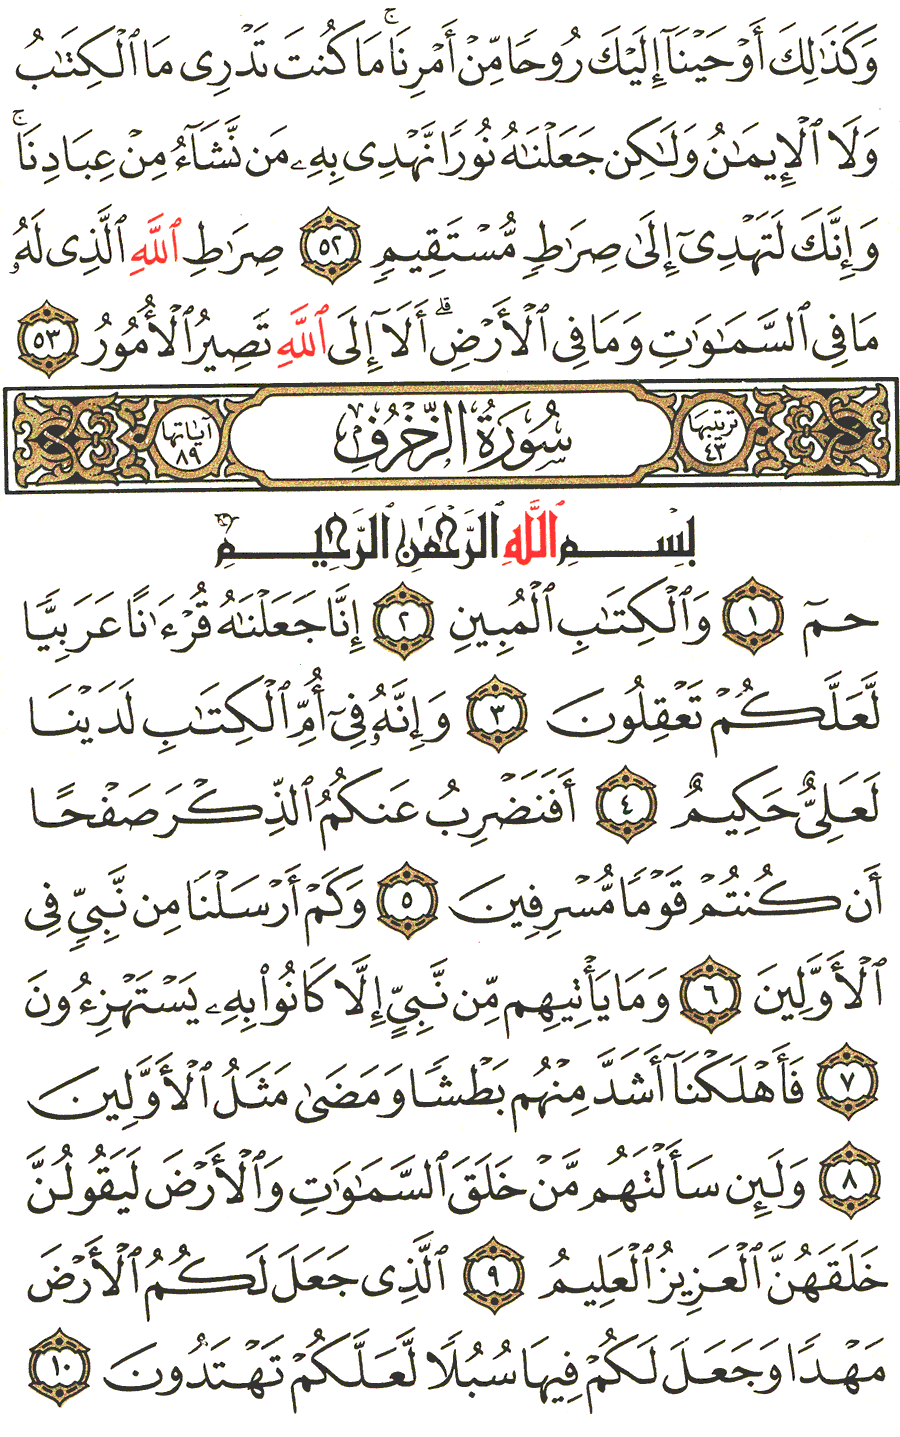 وَكَذَٰلِكَ أَوْحَيْنَآ إِلَيْكَ رُوحًا مِّنْ أَمْرِنَا ۚ مَا كُنتَ تَدْرِى مَا ٱلْكِتَٰبُ
وَلَا ٱلْإِيمَٰنُ وَلَٰكِن جَعَلْنَٰهُ نُورًا نَّهْدِى بِهِۦ مَن نَّشَآءُ مِنْ عِبَادِنَا ۚ
وَإِنَّكَ لَتَهْدِىٓ إِلَىٰ صِرَٰطٍ مُّسْتَقِيمٍ ٥٢ صِرَٰطِ ٱللَّهِ ٱلَّذِى لَهُۥ
مَا فِى ٱلسَّمَٰوَٰتِ وَمَا فِى ٱلْأَرْضِ ۗ أَلَآ إِلَى ٱللَّهِ تَصِيرُ ٱلْأُمُورُ ٥٣
ترتيبها ٤٣ سُورَةُ الزُّخْرُفِ آياتها ٨٩
بِسْمِ ٱللَّهِ ٱلرَّحْمَٰنِ ٱلرَّحِيمِ
حمٓ ١ وَٱلْكِتَٰبِ ٱلْمُبِينِ ٢ إِنَّا جَعَلْنَٰهُ قُرْءَٰنًا عَرَبِيًّا
لَّعَلَّكُمْ تَعْقِلُونَ ٣ وَإِنَّهُۥ فِىٓ أُمِّ ٱلْكِتَٰبِ لَدَيْنَا
لَعَلِىٌّ حَكِيمٌ ٤ أَفَنَضْرِبُ عَنكُمُ ٱلذِّكْرَ صَفْحًا
أَن كُنتُمْ قَوْمًا مُّسْرِفِينَ ٥ وَكَمْ أَرْسَلْنَا مِن نَّبِىٍّ فِى
ٱلْأَوَّلِينَ ٦ وَمَا يَأْتِيهِم مِّن نَّبِىٍّ إِلَّا كَانُوا۟ بِهِۦ يَسْتَهْزِءُونَ
٧ فَأَهْلَكْنَآ أَشَدَّ مِنْهُم بَطْشًا وَمَضَىٰ مَثَلُ ٱلْأَوَّلِينَ
٨ وَلَئِن سَأَلْتَهُم مَّنْ خَلَقَ ٱلسَّمَٰوَٰتِ وَٱلْأَرْضَ لَيَقُولُنَّ
خَلَقَهُنَّ ٱلْعَزِيزُ ٱلْعَلِيمُ ٩ ٱلَّذِى جَعَلَ لَكُمُ ٱلْأَرْضَ
مَهْدًا وَجَعَلَ لَكُمْ فِيهَا سُبُلًا لَّعَلَّكُمْ تَهْتَدُونَ ١٠